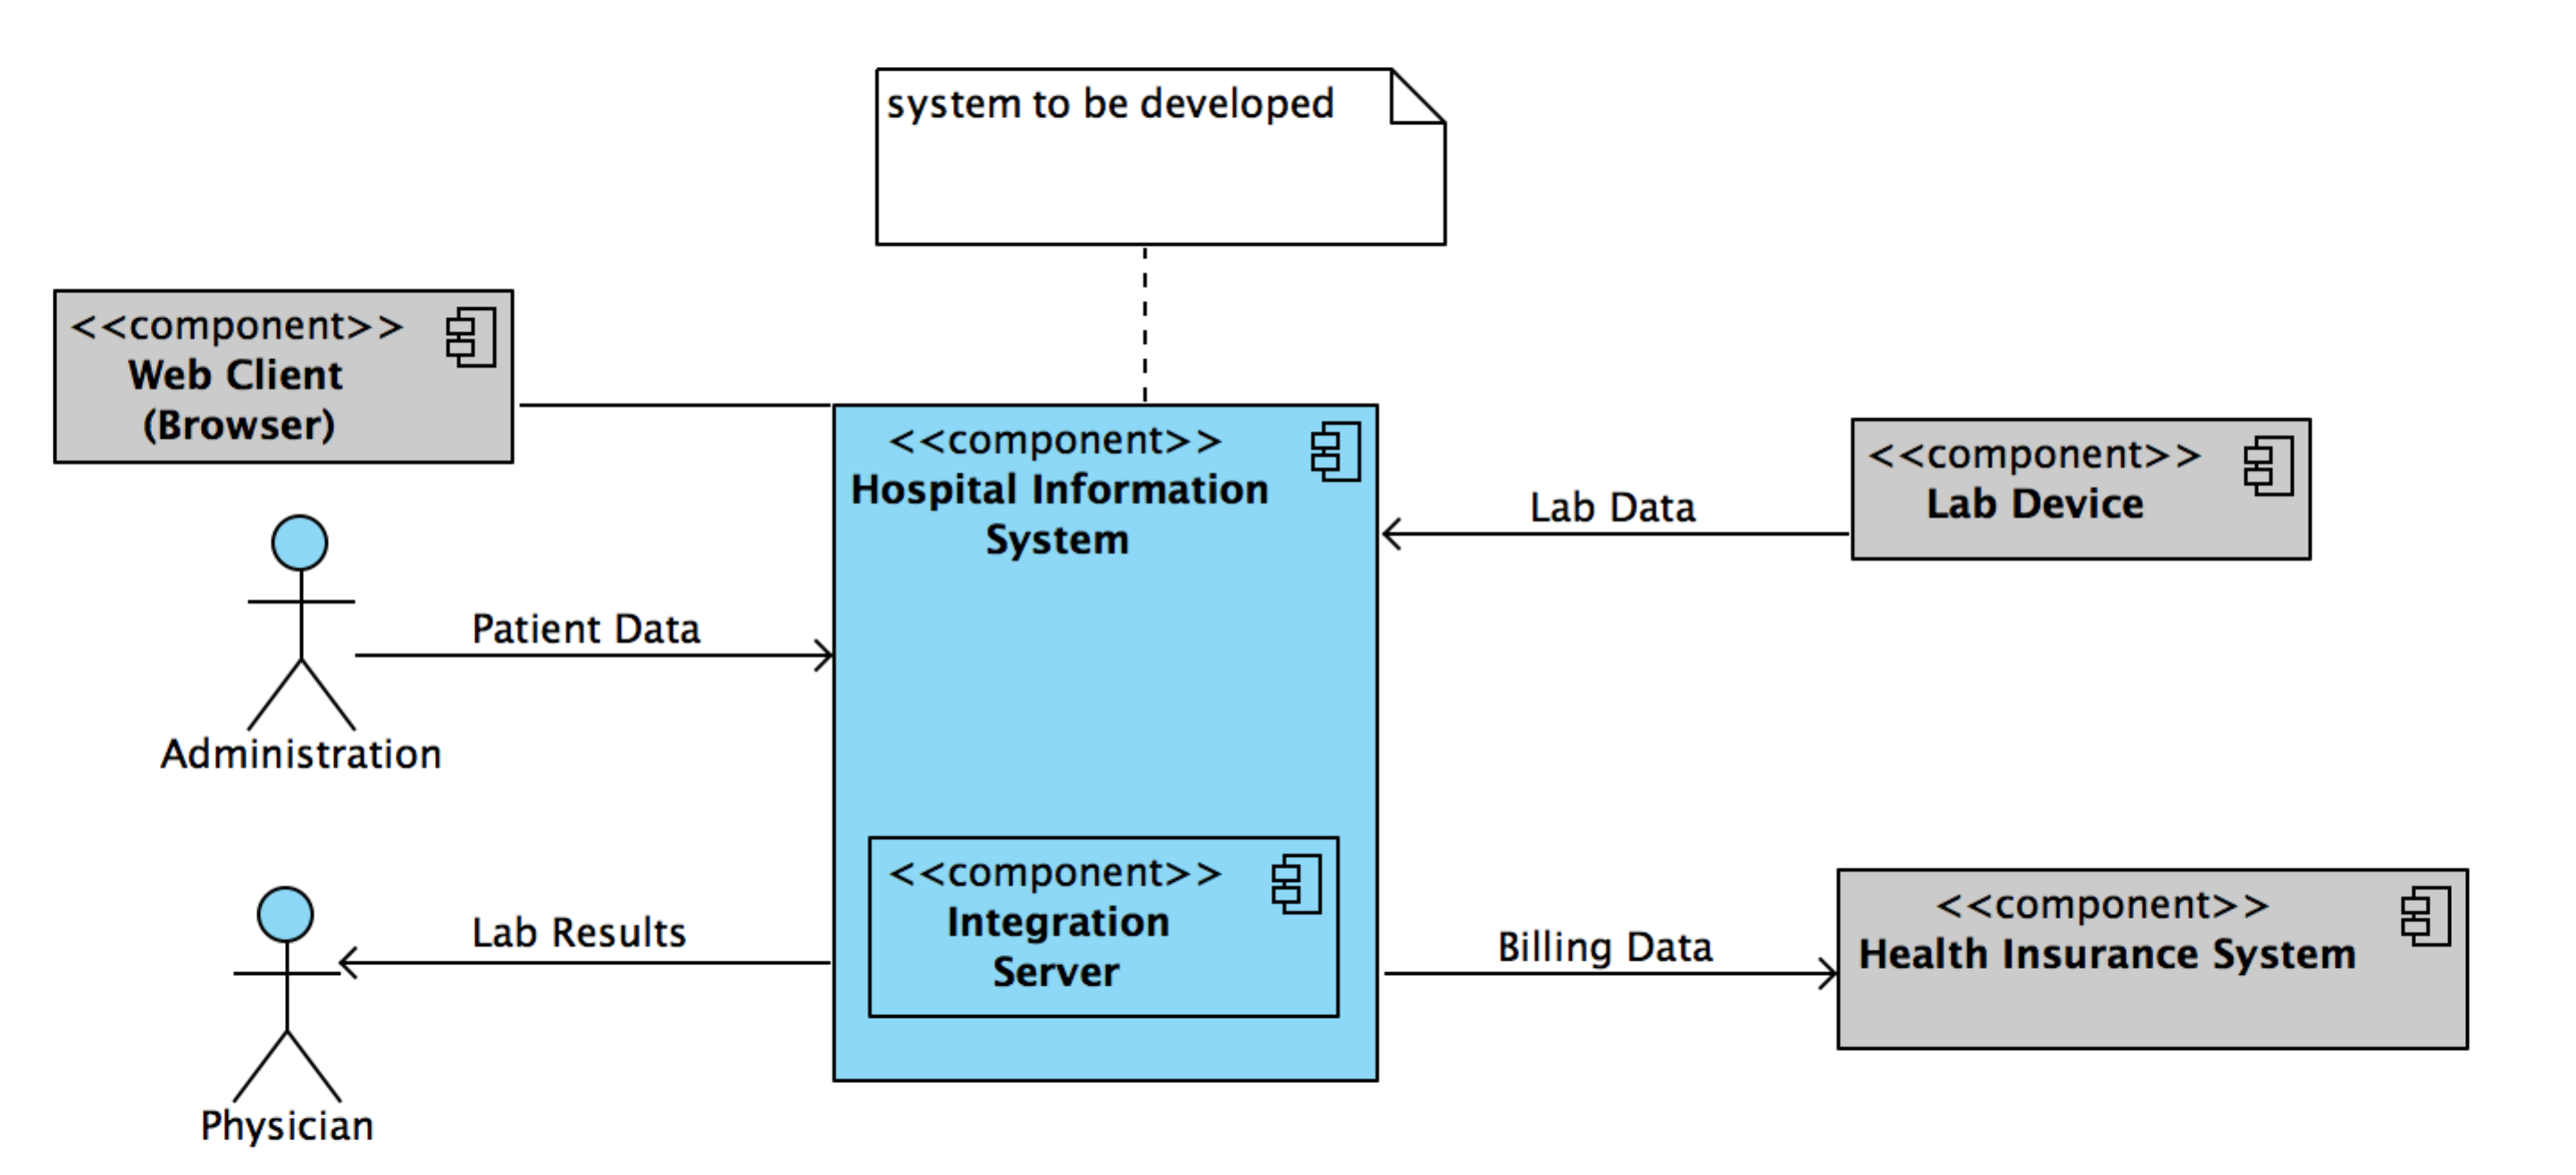 system to be developed
<<component>>
Web Client
(Browser)
<<component>>
Hospital Information
System
<<component>>
Lab Device
Lab Data
Patient Data
Administration
<<component>>
Integration
Server
Lab Results
Billing Data
<<component>>
Health Insurance System
Physician